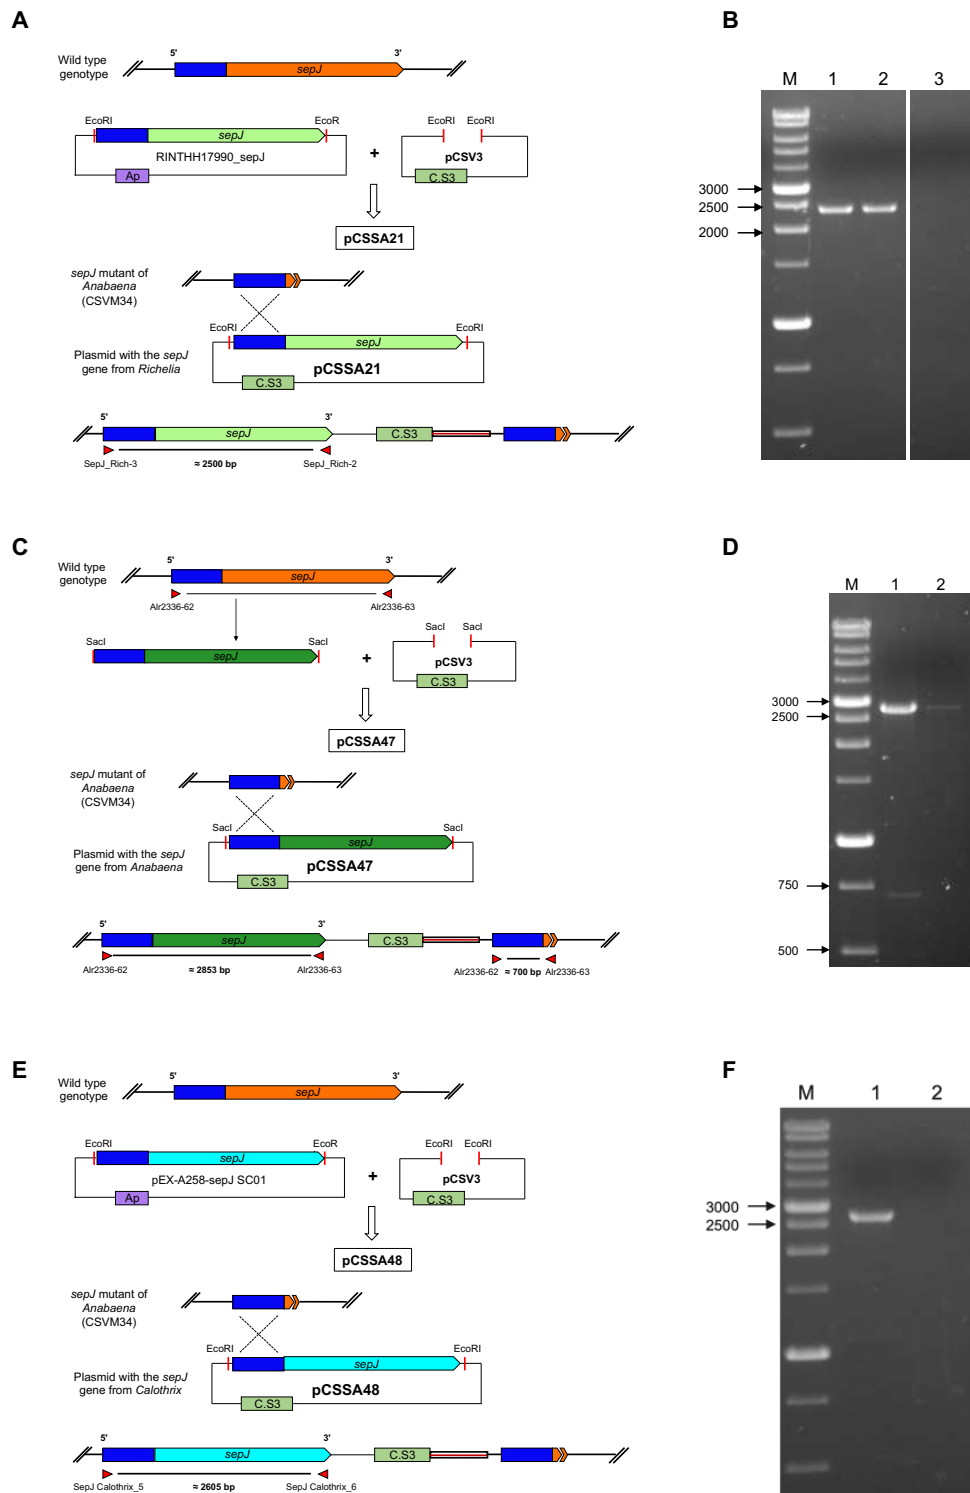 A
B
5'
3'
Wild type
genotype
sepJ
EcoRI
EcoR
sepJ
RINTHH17990_sepJ
Ap
+
EcoRI
EcoRI
pCSV3
C.S3
pCSSA21
sepJ mutant of
Anabaena
(CSVM34)
EcoRI
EcoRI
sepJ
Plasmid with the sepJ
gene from Richelia
pCSSA21
C.S3
5'
3'
sepJ
C.S3
≈ 2500 bp
SepJ_Rich-3
SepJ_Rich-2
M
1
2
3
3000
2500
2000
C
D
5'
3'
Wild type
genotype
sepJ
Alr2336-62
Alr2336-63
SacI
SacI
sepJ
+
SacI
SacI
pCSV3
C.S3
pCSSA47
sepJ mutant of
Anabaena
(CSVM34)
SacI
SacI
sepJ
Plasmid with the sepJ
gene from Anabaena
pCSSA47
C.S3
5'
3'
sepJ
C.S3
≈ 2853 bp
Alr2336-62
Alr2336-63
Alr2336-62
≈ 700 bp
Alr2336-63
M
1
2
3000
2500
750
500
E
F
5'
3'
Wild type
genotype
sepJ
EcoRI
EcoR
sepJ
pEX-A258-sepJ SC01
Ap
+
EcoRI
EcoRI
pCSV3
C.S3
pCSSA48
sepJ mutant of
Anabaena
(CSVM34)
EcoRI
EcoRI
sepJ
Plasmid with the sepJ
gene from Calothrix
pCSSA48
C.S3
5'
3'
sepJ
C.S3
≈ 2605 bp
SepJ Calothrix_5
SepJ Calothrix_6
M
1
2
3000
2500